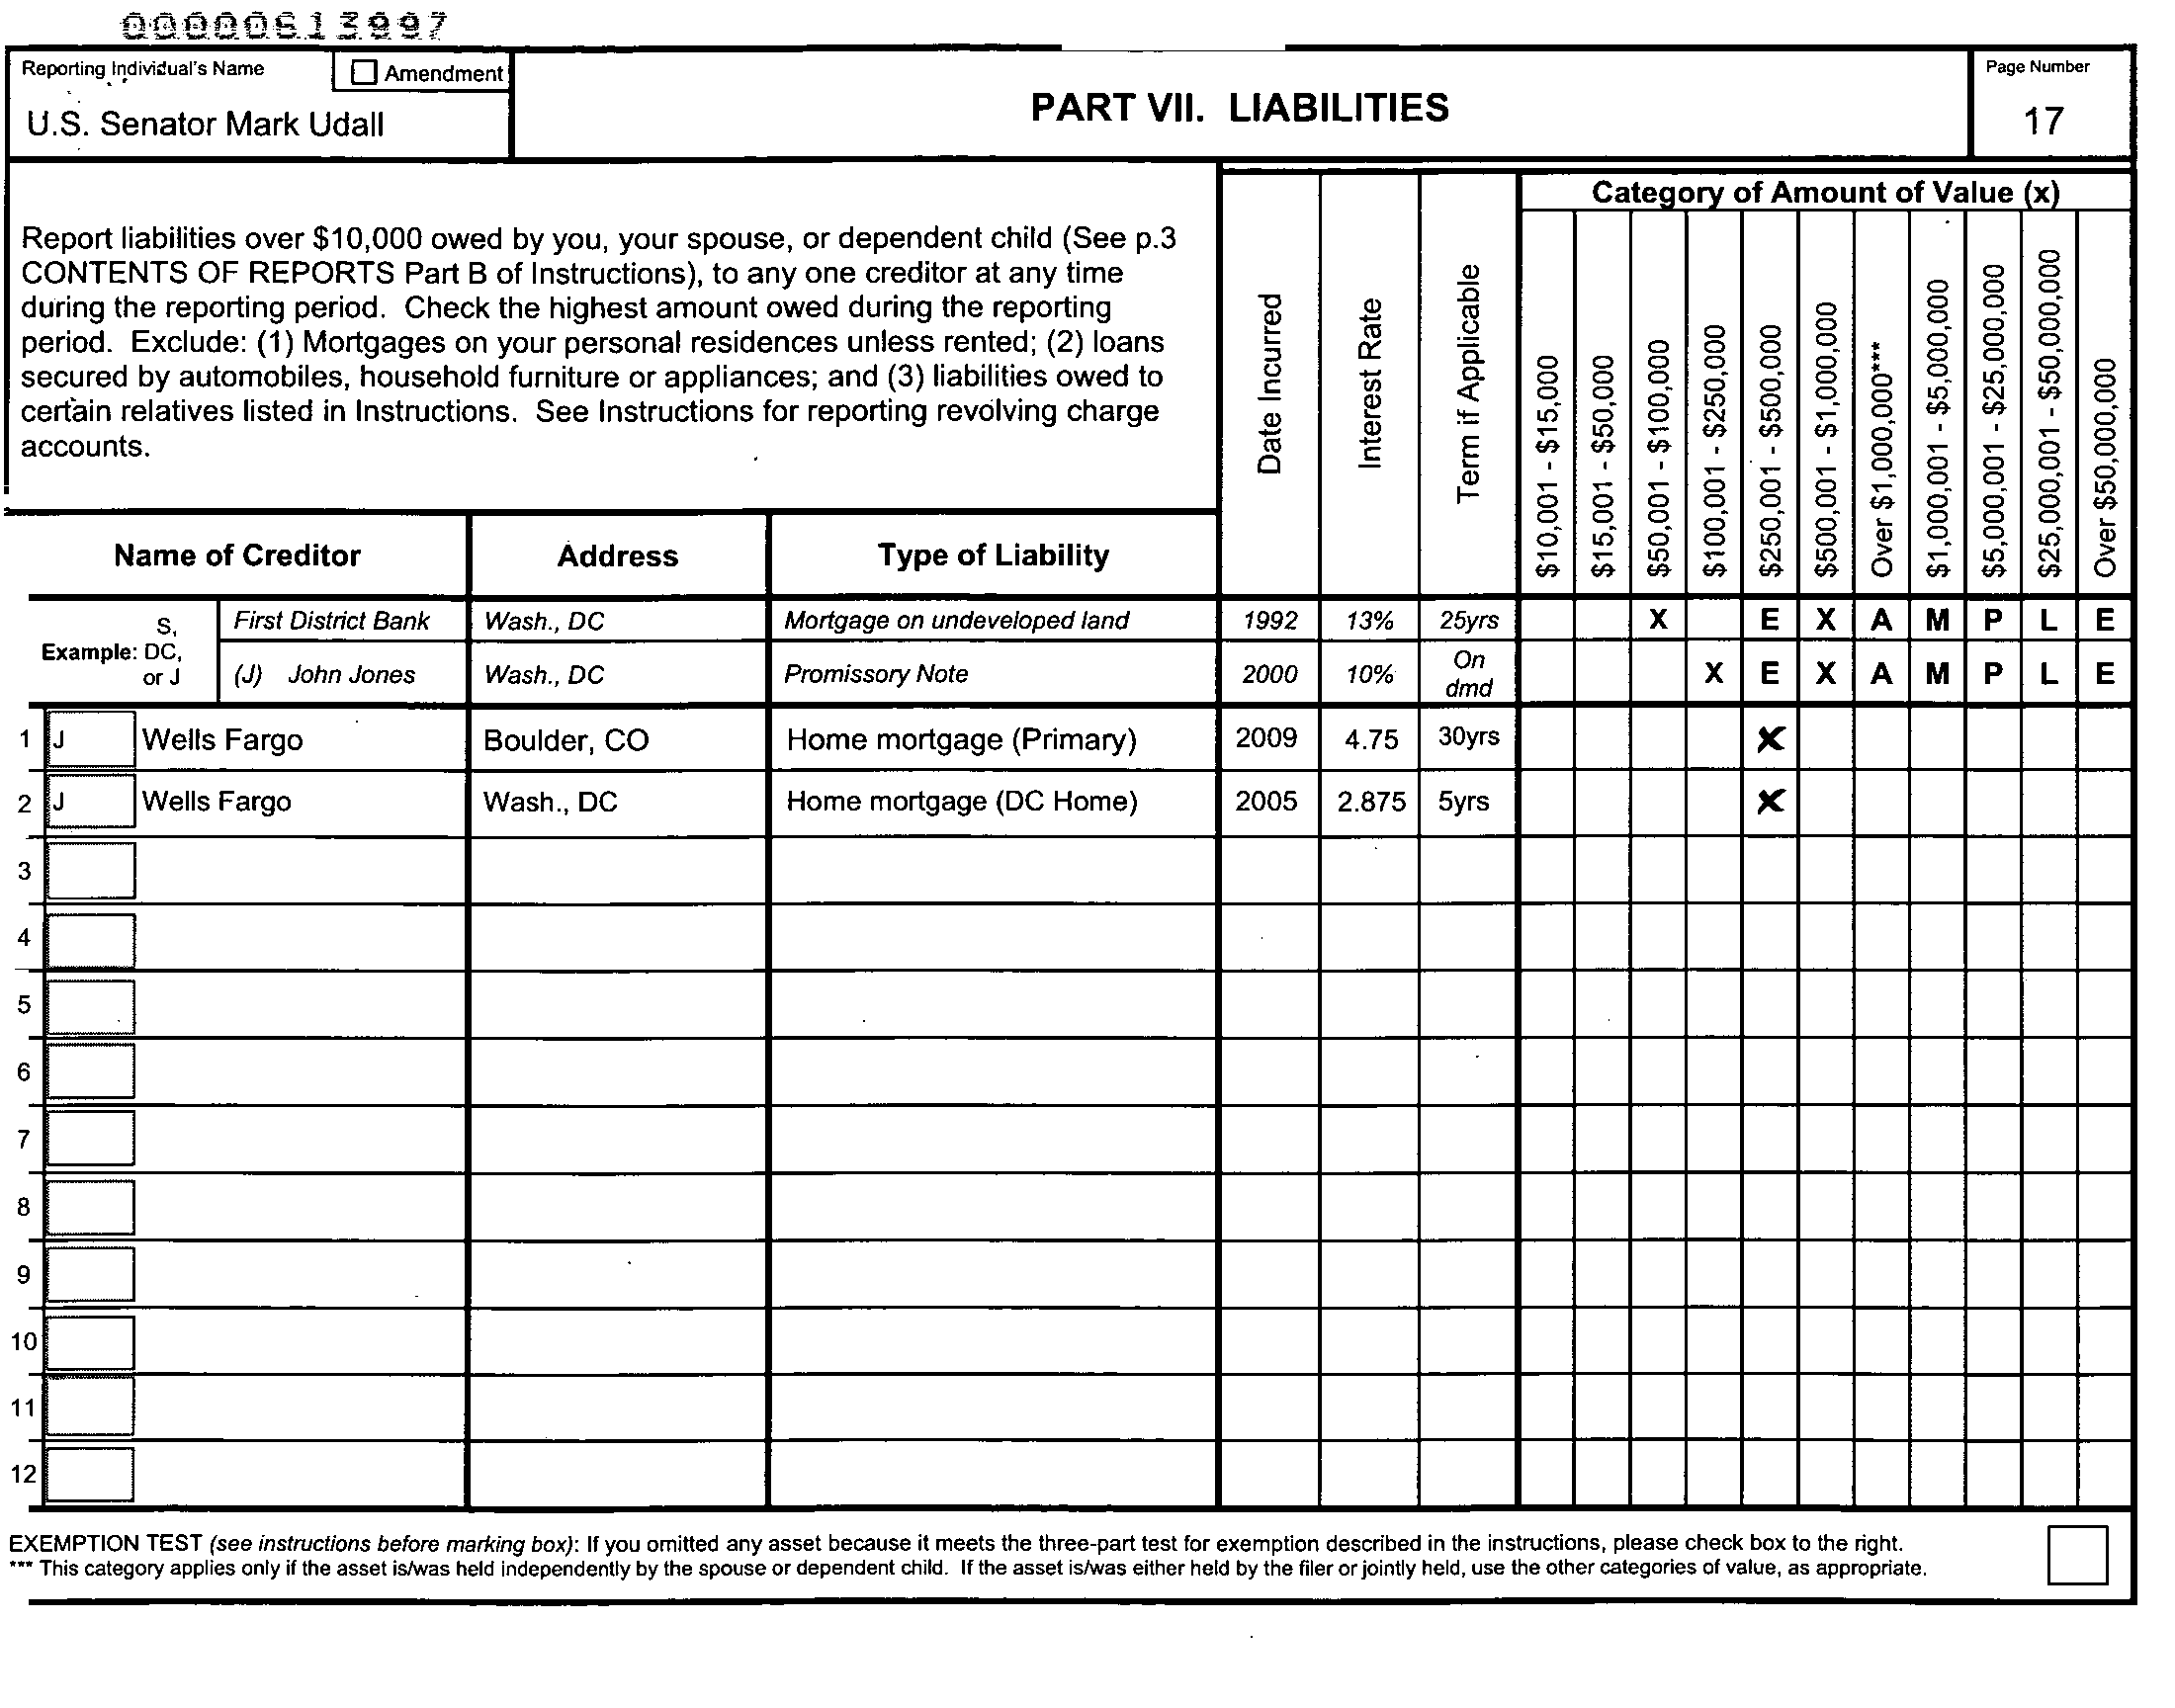 00000613997
Reporting Individual's Name
Amendment
U.S. Senator Mark Udall
PART VII. LIABILITIES
Page Number
17
Report liabilities over $10,000 owed by you, your spouse, or dependent child (See p.3
CONTENTS OF REPORTS Part B of Instructions), to any one creditor at any time
during the reporting period. Check the highest amount owed during the reporting
period. Exclude: (1) Mortgages on your personal residences unless rented; (2) loans
secured by automobiles, household furniture or appliances; and (3) liabilities owed to
certain relatives listed in Instructions. See Instructions for reporting revolving charge
accounts.
Date Incurred
Interest Rate
Term if Applicable
Category of Amount of Value (x)
$10,001 - $15,000
$15,001 - $50,000
$50,001 - $100,000
$100,001 - $250,000
$250,001 - $500,000
$500,001 - $1,000,000
Over $1,000,000***
$1,000,001 - $5,000,000
$5,000,001 - $25,000,000
$25,000,001 - $50,000,000
Over $50,000,000
Name of Creditor Address Type of Liability
Example: S, DC, or J
First District Bank Wash., DC Mortgage on undeveloped land 1992 13% 25yrs X E X A M P L E
(J) John Jones Wash., DC Promissory Note 2000 10% On dmd X E X A M P L E
1 J Wells Fargo Boulder, CO Home mortgage (Primary) 2009 4.75 30yrs X
2 J Wells Fargo Wash., DC Home mortgage (DC Home) 2005 2.875 5yrs X
3
4
5
6
7
8
9
10
11
12
EXEMPTION TEST (see instructions before marking box): If you omitted any asset because it meets the three-part test for exemption described in the instructions, please check box to the right.
*** This category applies only if the asset is/was held independently by the spouse or dependent child. If the asset is/was either held by the filer or jointly held, use the other categories of value, as appropriate.